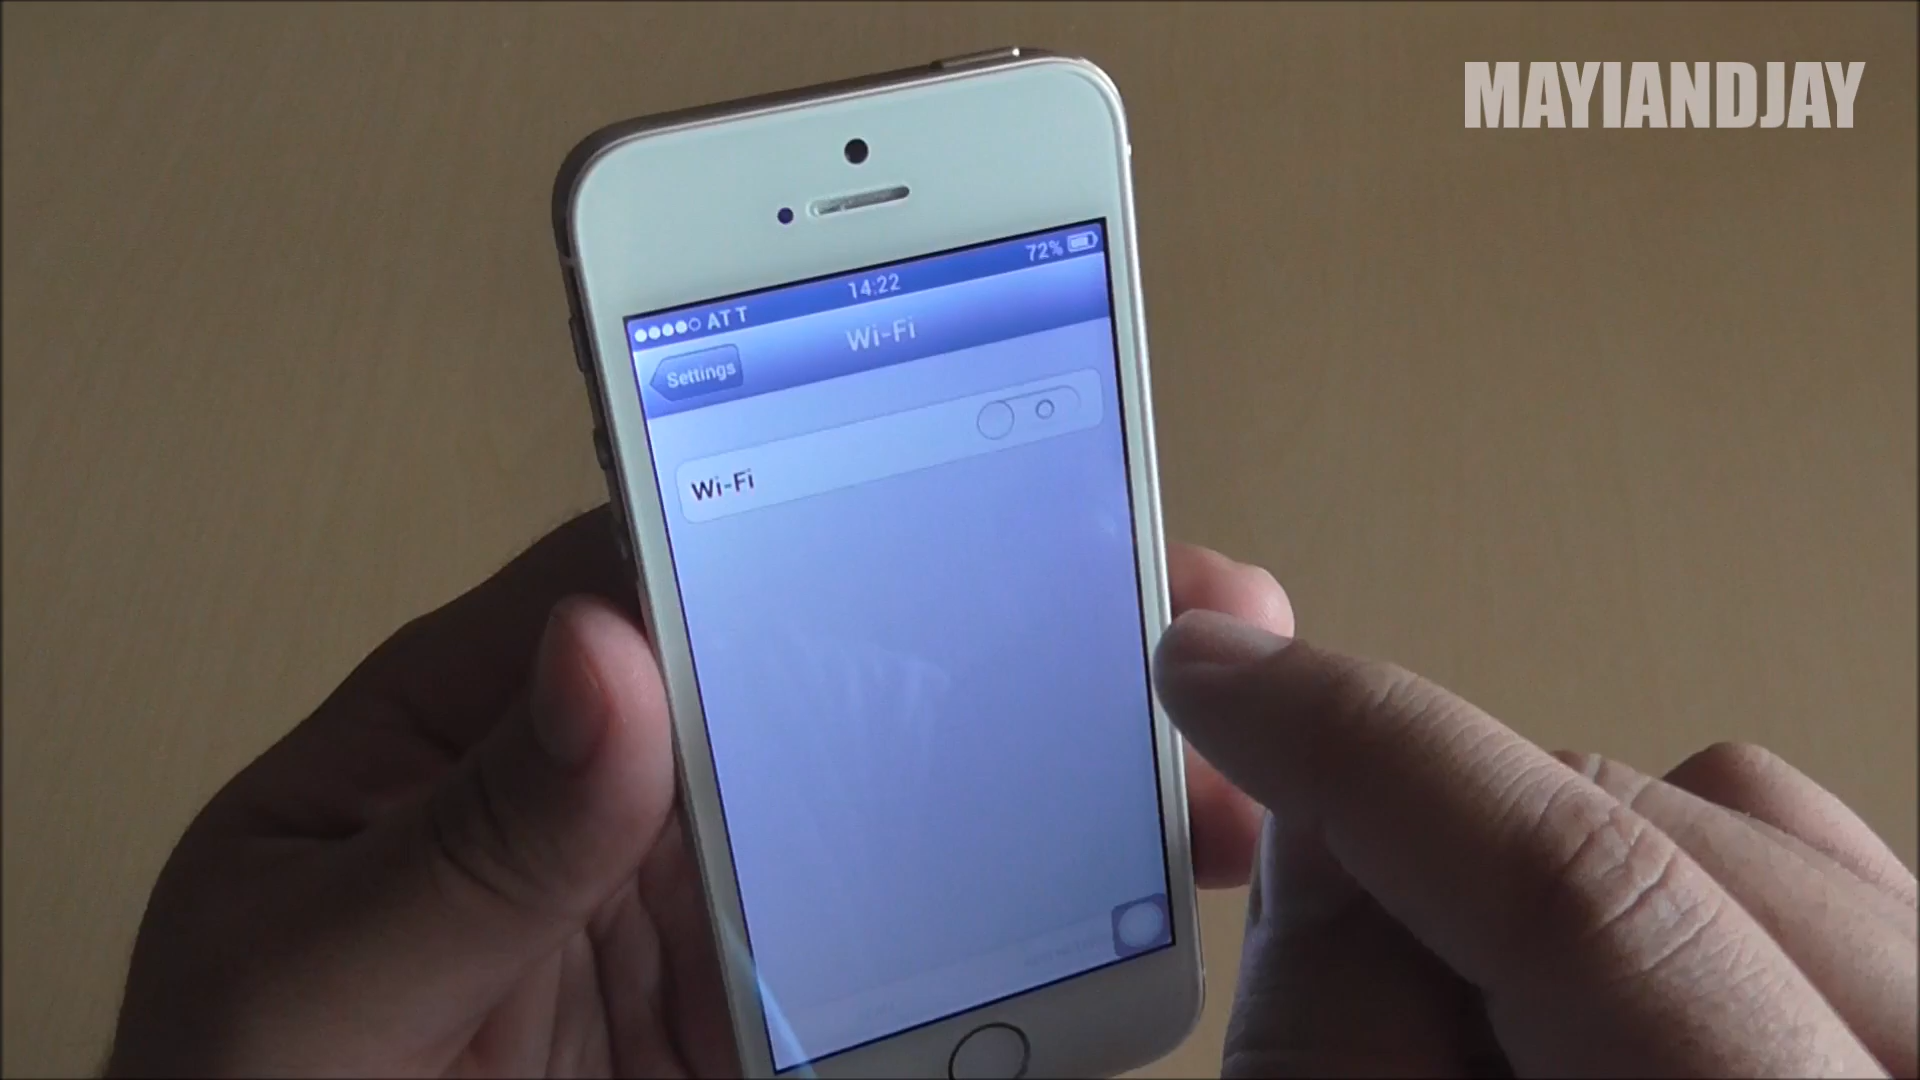 MAYIANDJAY
72%
14:22
AT T
Wi-Fi
Settings
Wi-Fi